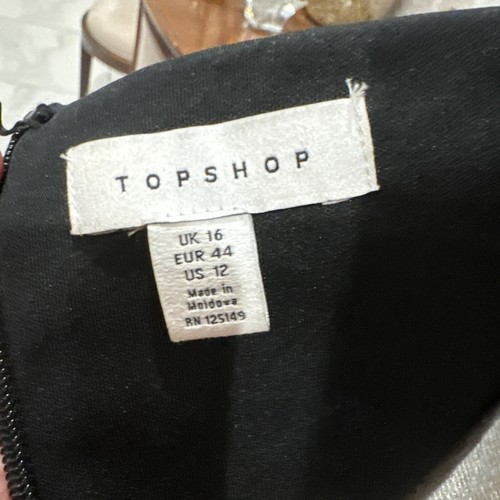 TOPSHOP
UK 16
EUR 44
US 12
Made in
Moldova
RN 125149